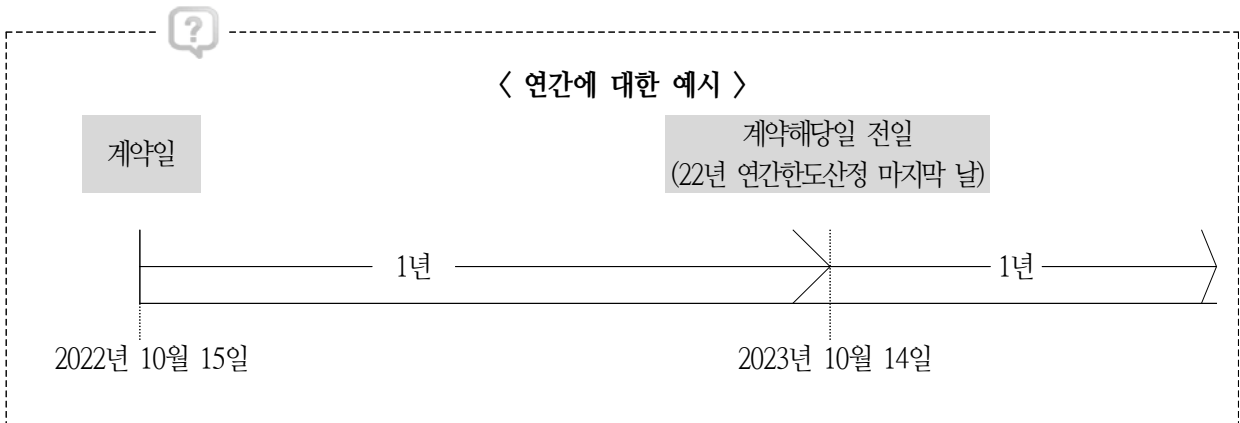 ?
〈 연간에 대한 예시 〉
계약일
계약해당일 전일
(22년 연간한도산정 마지막 날)
1년
1년
2022년 10월 15일
2023년 10월 14일